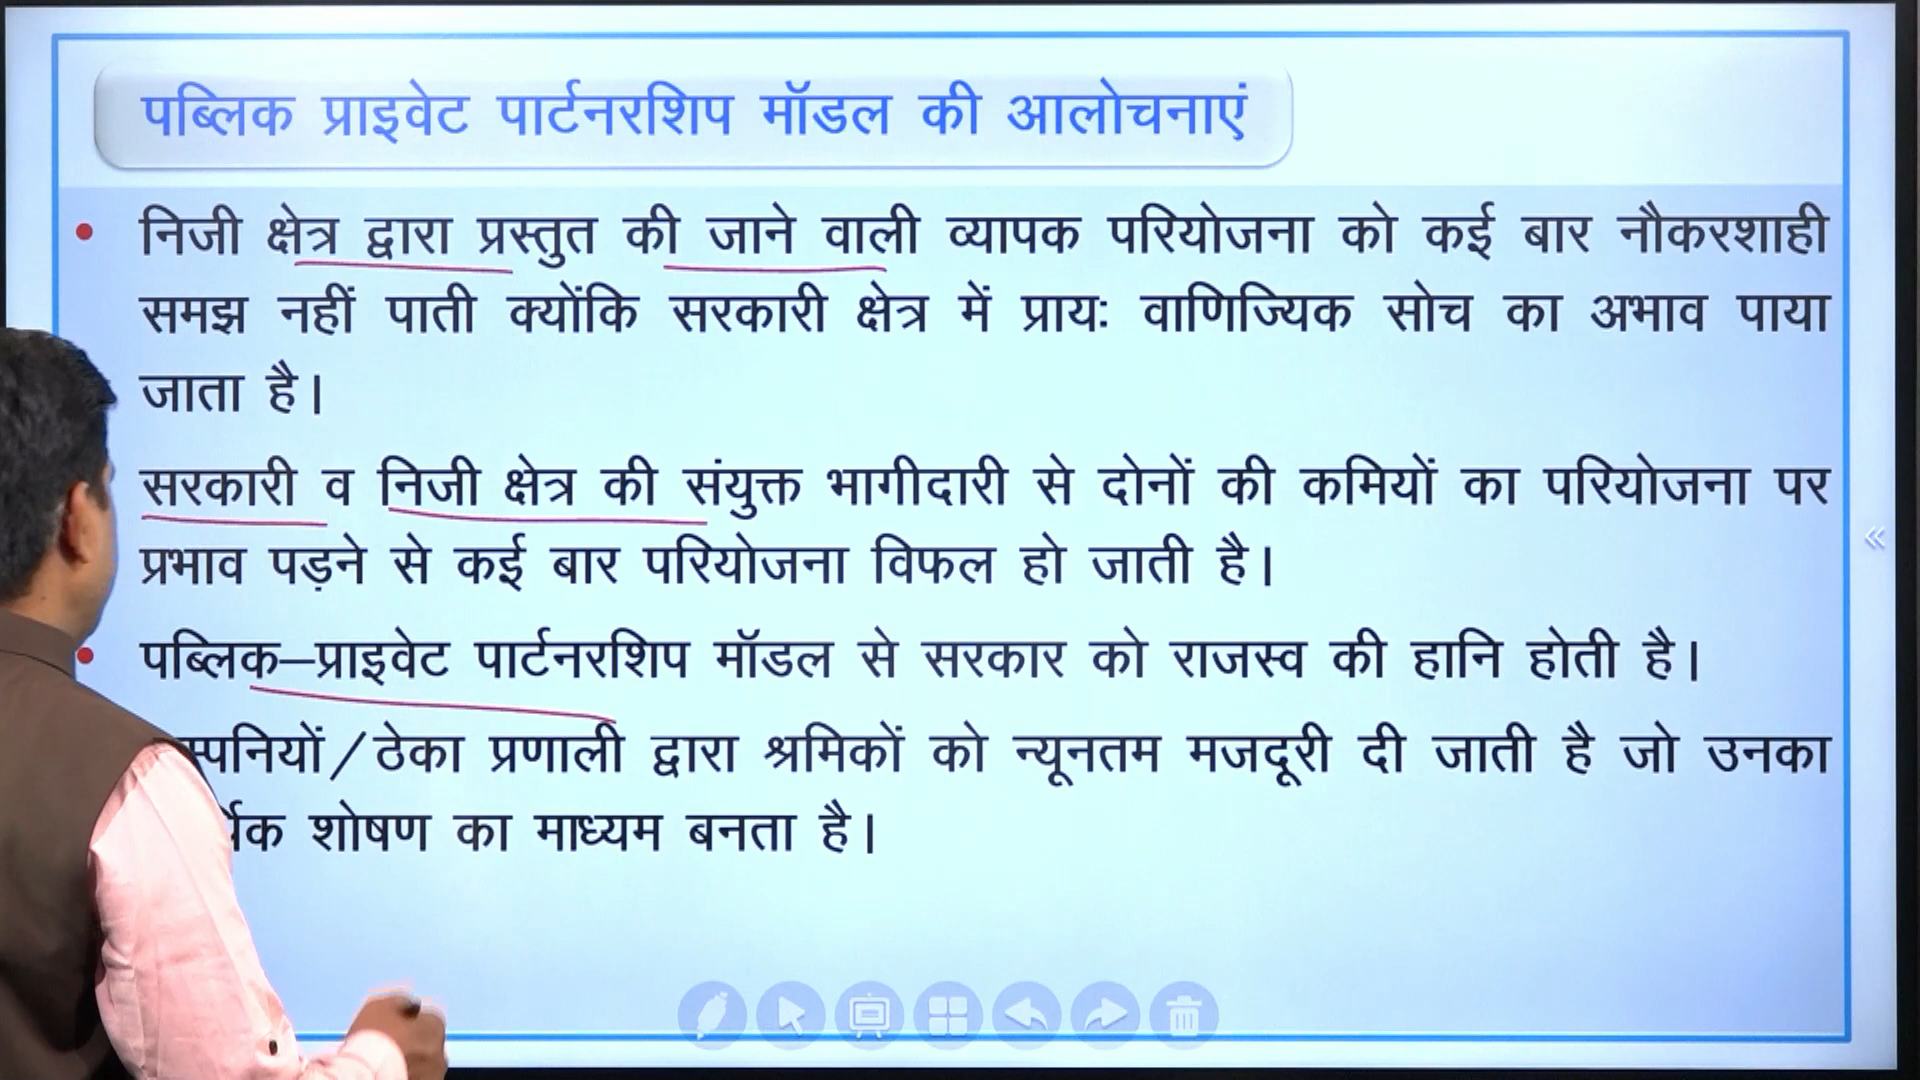 पब्लिक प्राइवेट पार्टनरशिप मॉडल की आलोचनाएं
निजी क्षेत्र द्वारा प्रस्तुत की जाने वाली व्यापक परियोजना को कई बार नौकरशाही
समझ नहीं पाती क्योंकि सरकारी क्षेत्र में प्रायः वाणिज्यिक सोच का अभाव पाया
जाता है।
सरकारी व निजी क्षेत्र की संयुक्त भागीदारी से दोनों की कमियों का परियोजना पर
प्रभाव पड़ने से कई बार परियोजना विफल हो जाती है।
पब्लिक–प्राइवेट पार्टनरशिप मॉडल से सरकार को राजस्व की हानि होती है।
/ठेका प्रणाली द्वारा श्रमिकों को न्यूनतम मजदूरी दी जाती है जो उनका
शोषण का माध्यम बनता है।